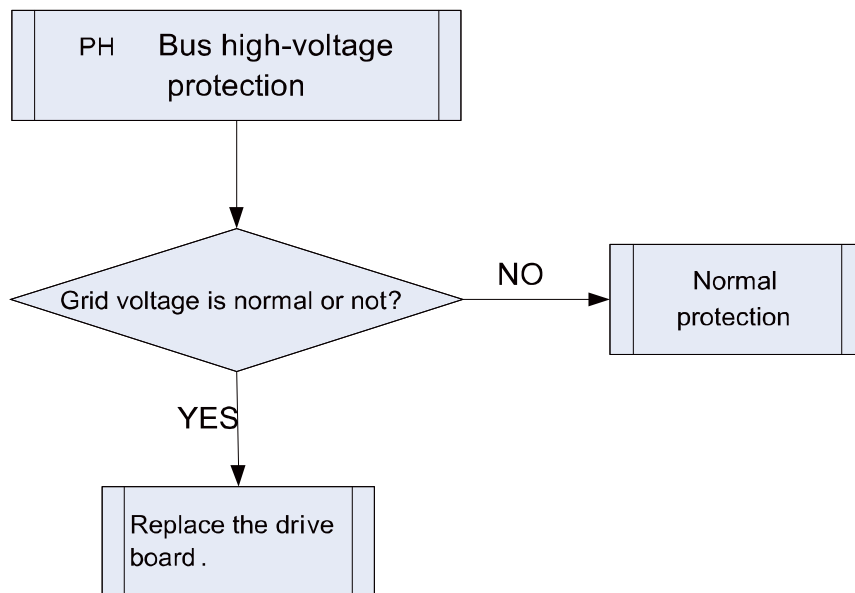 PH Bus high-voltage
protection
Grid voltage is normal or not?
NO
Normal
protection
YES
Replace the drive
board .